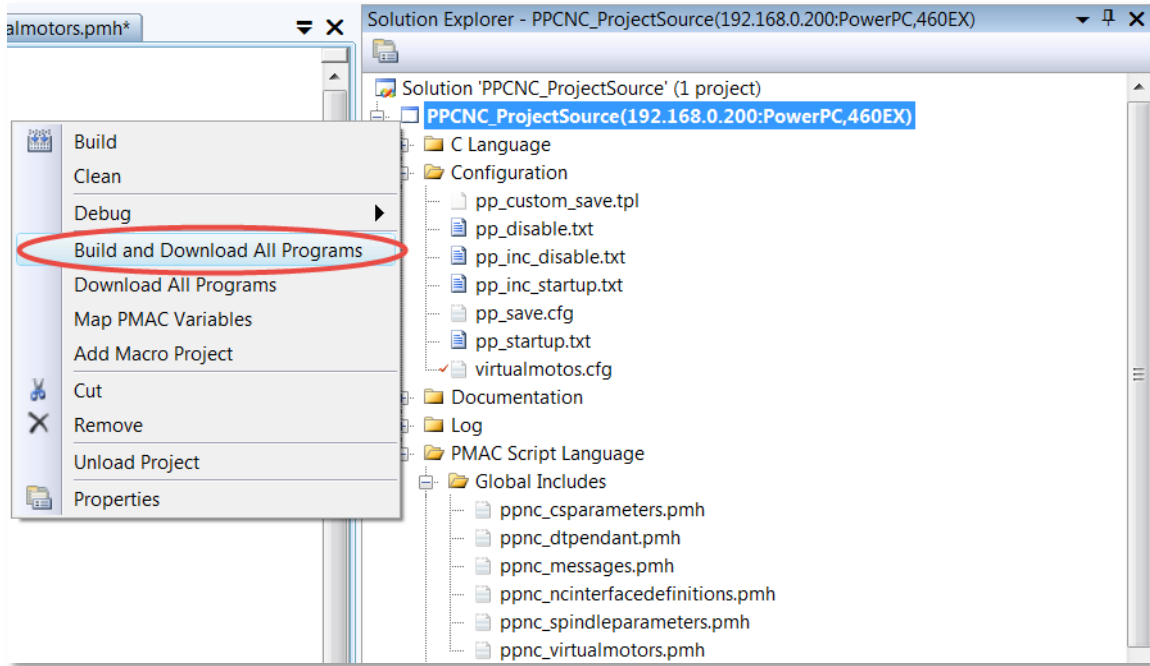 almotors.pmh*
Build
Clean
Debug
Build and Download All Programs
Download All Programs
Map PMAC Variables
Add Macro Project
Cut
Remove
Unload Project
Properties
Solution Explorer - PPCNC_ProjectSource(192.168.0.200:PowerPC,460EX)
Solution 'PPCNC_ProjectSource' (1 project)
PPCNC_ProjectSource(192.168.0.200:PowerPC,460EX)
C Language
Configuration
pp_custom_save.tpl
pp_disable.txt
pp_inc_disable.txt
pp_inc_startup.txt
pp_save.cfg
pp_startup.txt
virtualmotos.cfg
Documentation
Log
PMAC Script Language
Global Includes
ppnc_csparameters.pmh
ppnc_dtpendant.pmh
ppnc_messages.pmh
ppnc_ncinterfacedefinitions.pmh
ppnc_spindleparameters.pmh
ppnc_virtualmotors.pmh